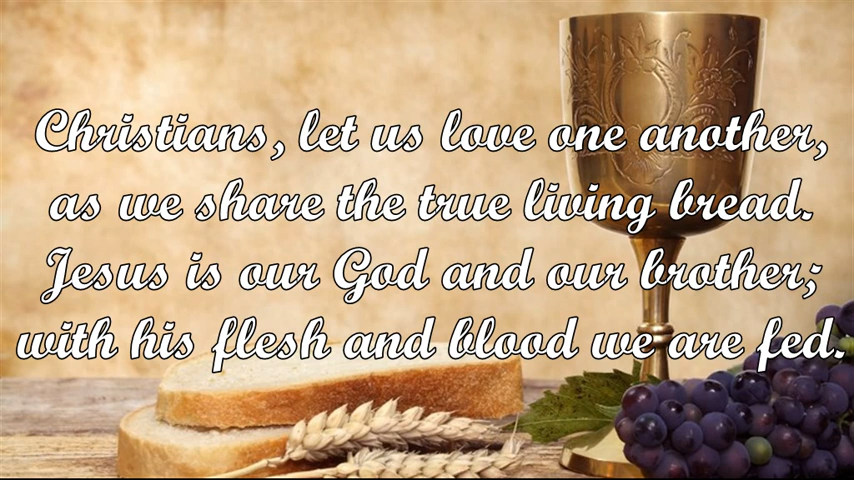 Christians, let us love one another,
as we share the true living bread.
Jesus is our God and our brother;
with his flesh and blood we are fed.